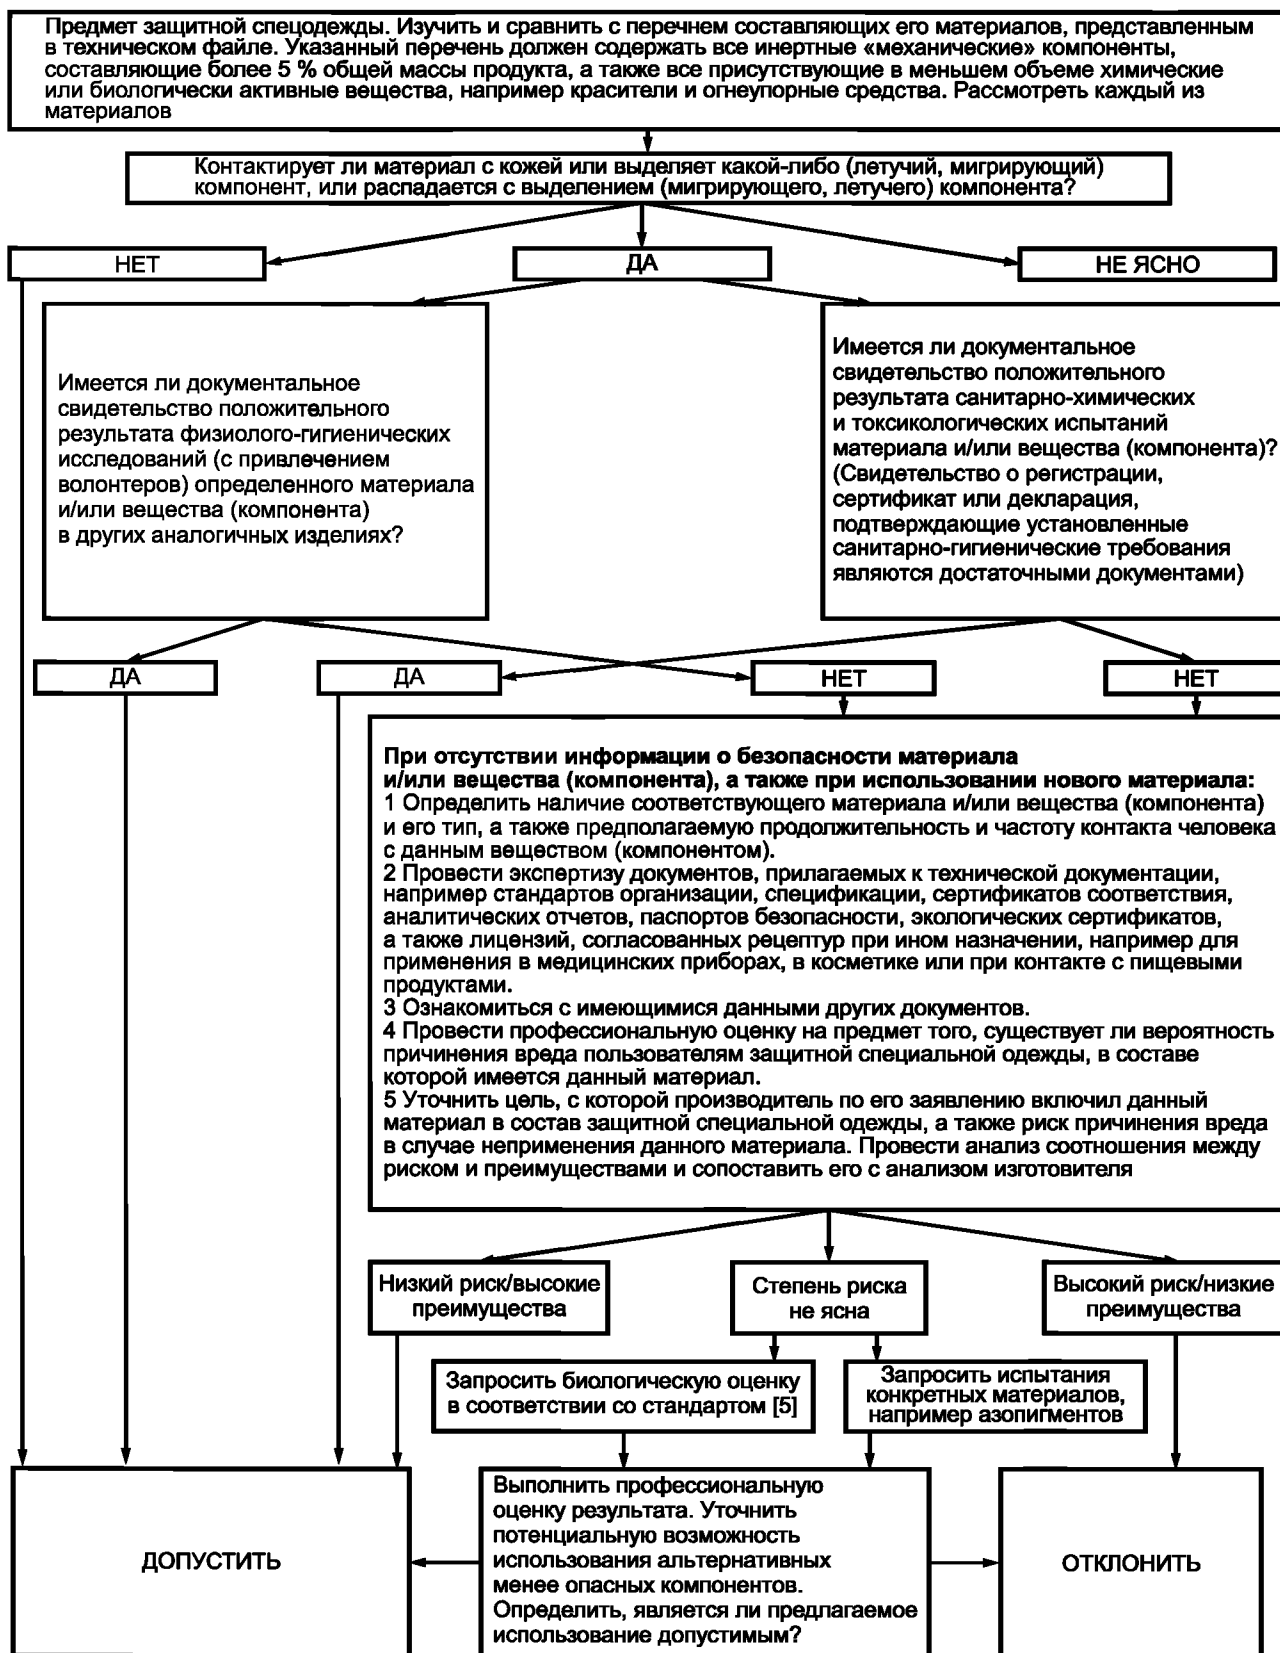 Предмет защитной спецодежды. Изучить и сравнить с перечнем составляющих его материалов, представленным
в техническом файле. Указанный перечень должен содержать все инертные «механические» компоненты,
составляющие более 5 % общей массы продукта, а также все присутствующие в меньшем объеме химические
или биологически активные вещества, например красители и огнеупорные средства. Рассмотреть каждый из
материалов
Контактирует ли материал с кожей или выделяет какой-либо (летучий, мигрирующий)
компонент, или распадается с выделением (мигрирующего, летучего) компонента?
НЕТ
ДА
НЕ ЯСНО
Имеется ли документальное
свидетельство положительного
результата физиолого-гигиенических
исследований (с привлечением
волонтеров) определенного материала
и/или вещества (компонента)
в других аналогичных изделиях?
Имеется ли документальное
свидетельство положительного
результата санитарно-химических
и токсикологических испытаний
материала и/или вещества (компонента)?
(Свидетельство о регистрации,
сертификат или декларация,
подтверждающие установленные
санитарно-гигиенические требования
являются достаточными документами)
ДА
ДА
НЕТ
НЕТ
При отсутствии информации о безопасности материала
и/или вещества (компонента), а также при использовании нового материала:
1 Определить наличие соответствующего материала и/или вещества (компонента)
и его тип, а также предполагаемую продолжительность и частоту контакта человека
с данным веществом (компонентом).
2 Провести экспертизу документов, прилагаемых к технической документации,
например стандартов организации, спецификации, сертификатов соответствия,
аналитических отчетов, паспортов безопасности, экологических сертификатов,
а также лицензий, согласованных рецептур при ином назначении, например для
применения в медицинских приборах, в косметике или при контакте с пищевыми
продуктами.
3 Ознакомиться с имеющимися данными других документов.
4 Провести профессиональную оценку на предмет того, существует ли вероятность
причинения вреда пользователям защитной специальной одежды, в составе
которой имеется данный материал.
5 Уточнить цель, с которой производитель по его заявлению включил данный
материал в состав защитной специальной одежды, а также риск причинения вреда
в случае неприменения данного материала. Провести анализ соотношения между
риском и преимуществами и сопоставить его с анализом изготовителя
Низкий риск/высокие
преимущества
Степень риска
не ясна
Высокий риск/низкие
преимущества
Запросить биологическую оценку
в соответствии со стандартом [5]
Запросить испытания
конкретных материалов,
например азопигментов
ДОПУСТИТЬ
Выполнить профессиональную
оценку результата. Уточнить
потенциальную возможность
использования альтернативных
менее опасных компонентов.
Определить, является ли предлагаемое
использование допустимым?
ОТКЛОНИТЬ